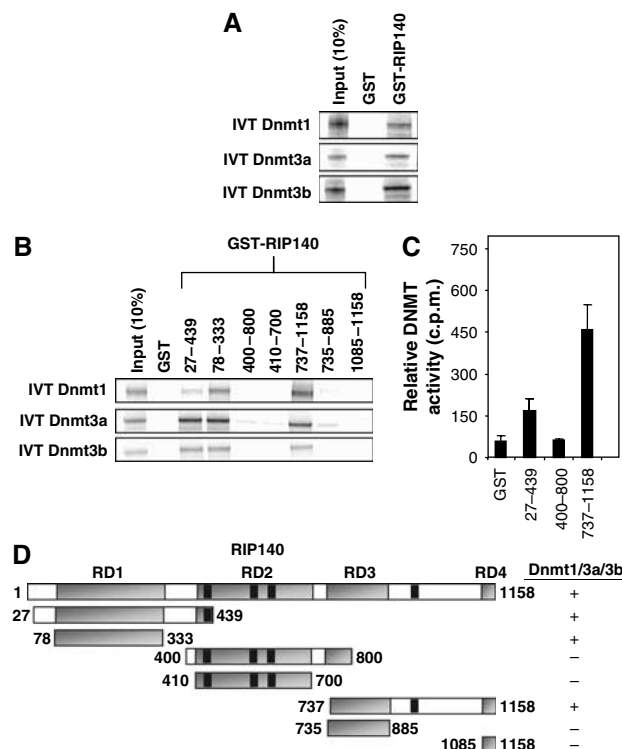 A
Input (10%)
GST
GST-RIP140
IVT Dnmt1
IVT Dnmt3a
IVT Dnmt3b
B
GST-RIP140
Input (10%)
GST
27–439
78–333
400–800
410–700
737–1158
735–885
1085–1158
IVT Dnmt1
IVT Dnmt3a
IVT Dnmt3b
C
Relative DNMT
activity (c.p.m.)
750
600
450
300
150
0
GST
27–439
400–800
737–1158
D
RIP140
RD1 RD2 RD3 RD4 Dnmt1/3a/3b
1 1158 +
27 439 +
78 333 +
400 800 –
410 700 –
737 1158 +
735 885 –
1085 1158 –